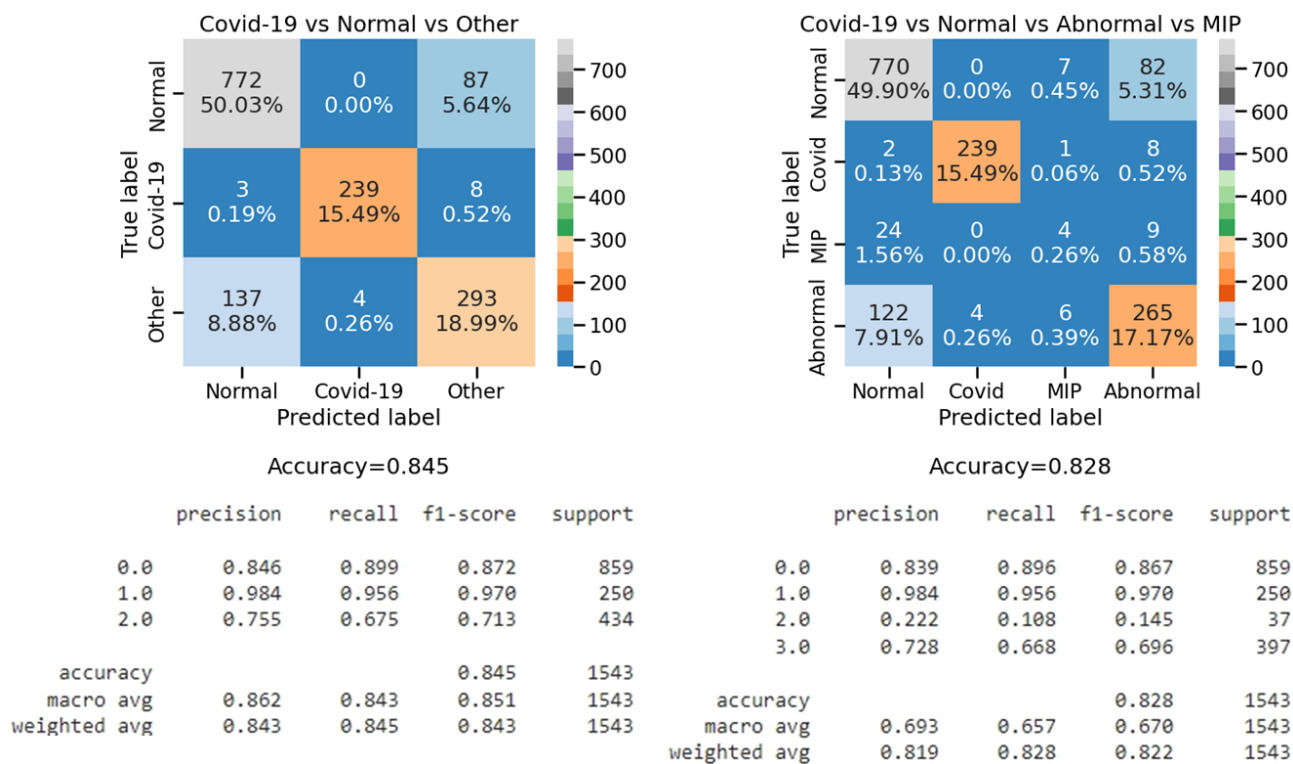 Covid-19 vs Normal vs Other
772 0 87
50.03% 0.00% 5.64%
3 239 8
0.19% 15.49% 0.52%
137 4 293
8.88% 0.26% 18.99%
Normal
Covid-19
Other
True label
Normal Covid-19 Other
Predicted label
700
600
500
400
300
200
100
0
Accuracy=0.845
precision recall f1-score support
0.0 0.846 0.899 0.872 859
1.0 0.984 0.956 0.970 250
2.0 0.755 0.675 0.713 434
accuracy 0.845 1543
macro avg 0.862 0.843 0.851 1543
weighted avg 0.843 0.845 0.843 1543
Covid-19 vs Normal vs Abnormal vs MIP
770 0 7 82
49.90% 0.00% 0.45% 5.31%
2 239 1 8
0.13% 15.49% 0.06% 0.52%
24 0 4 9
1.56% 0.00% 0.26% 0.58%
122 4 6 265
7.91% 0.26% 0.39% 17.17%
Normal
Covid
MIP
Abnormal
True label
Normal Covid MIP Abnormal
Predicted label
700
600
500
400
300
200
100
0
Accuracy=0.828
precision recall f1-score support
0.0 0.839 0.896 0.867 859
1.0 0.984 0.956 0.970 250
2.0 0.222 0.108 0.145 37
3.0 0.728 0.668 0.696 397
accuracy 0.828 1543
macro avg 0.693 0.657 0.670 1543
weighted avg 0.819 0.828 0.822 1543